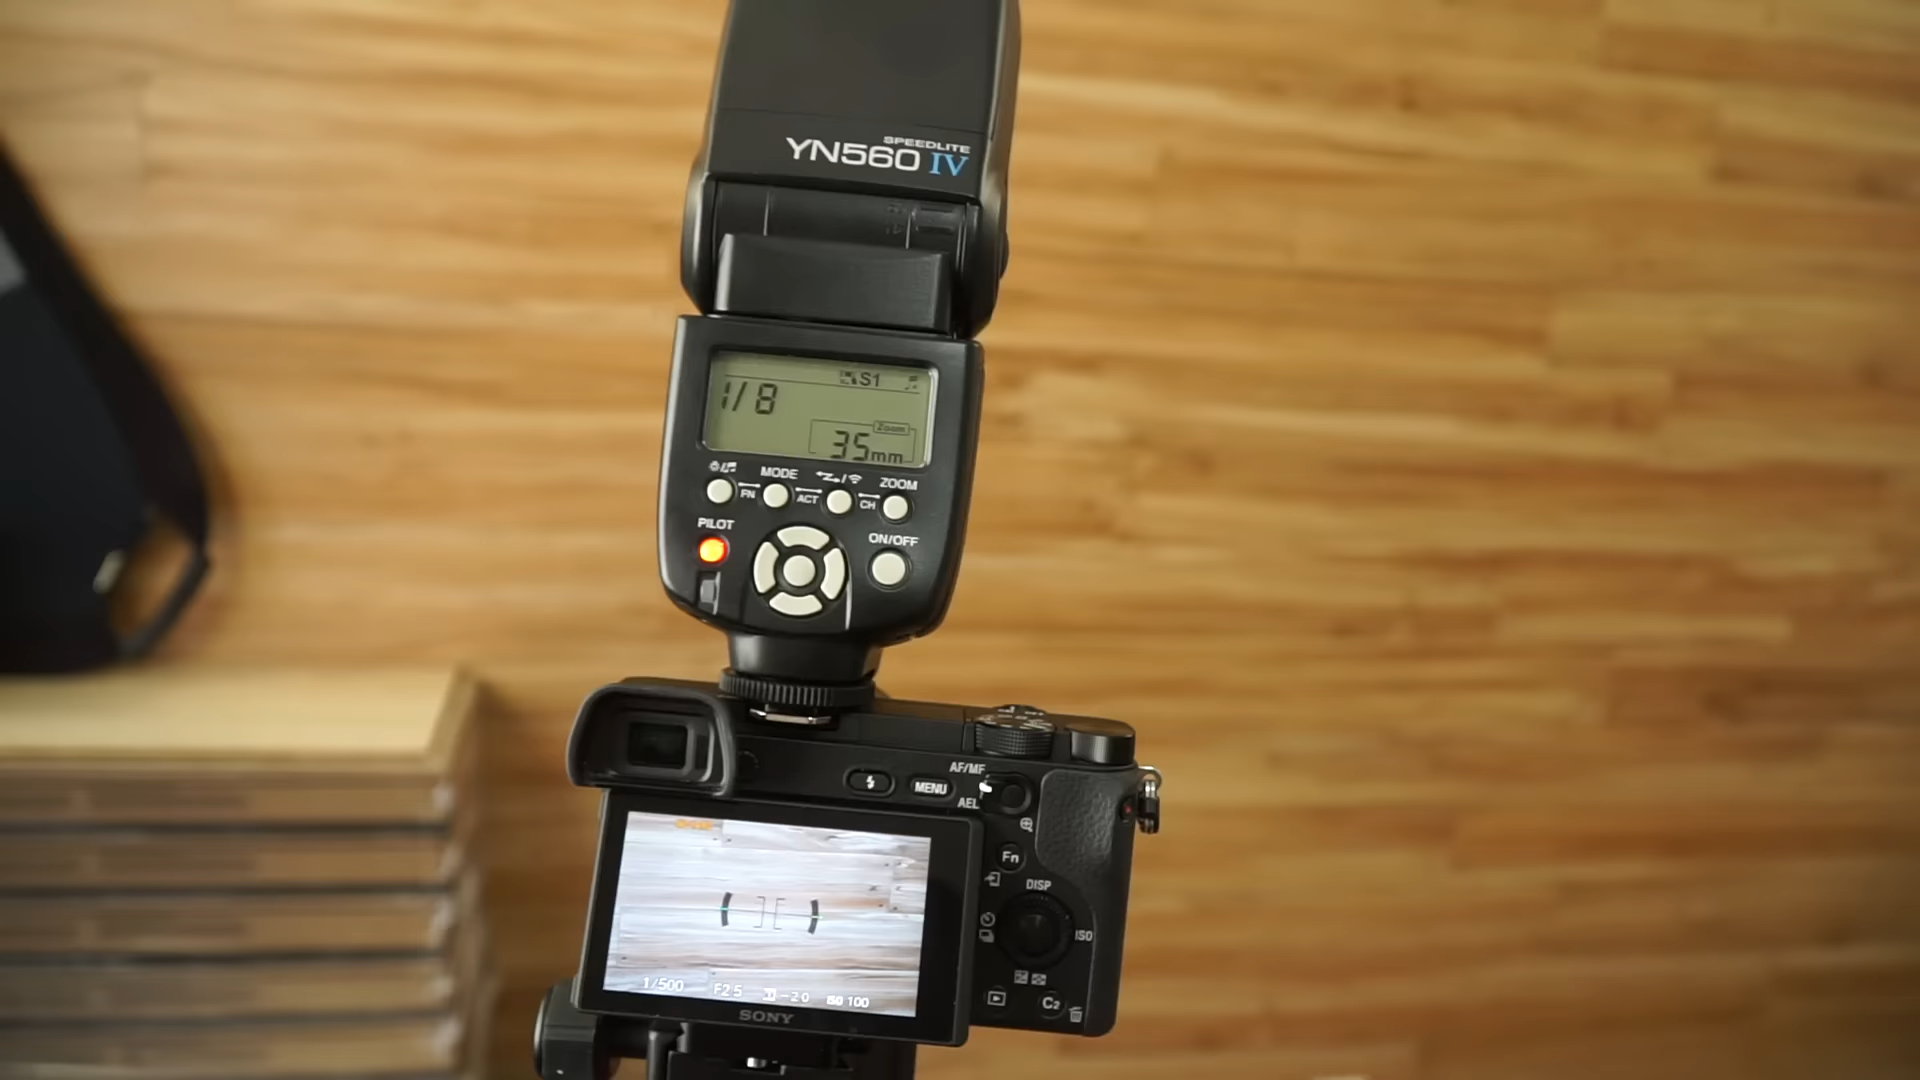 SPEEDLITE
YN560 IV
S1
1/8
Zoom
35mm
MODE
ZOOM
FN
ACT
CH
PILOT
ON/OFF
AF/MF
MENU
AEL
Fn
DISP
ISO
C2
1/500 F2.5 -2.0 ISO 100
SONY